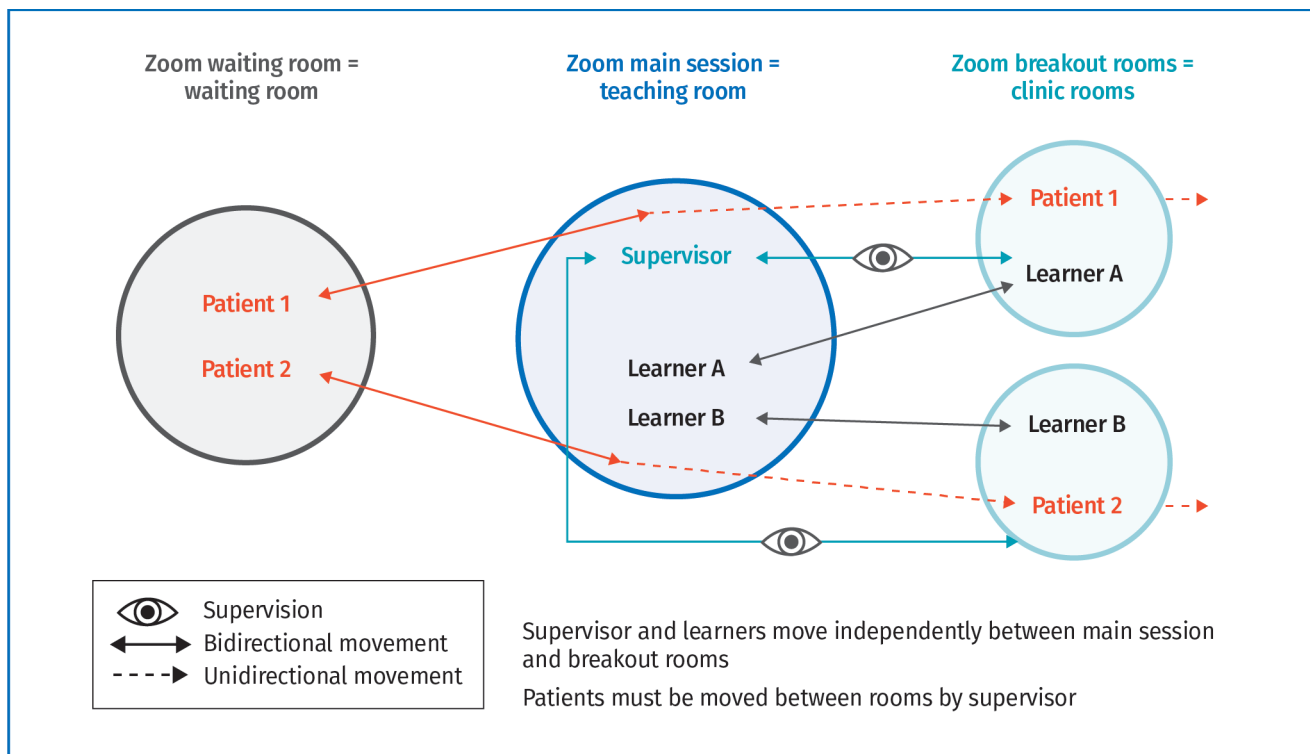 Zoom waiting room =
waiting room
Zoom main session =
teaching room
Zoom breakout rooms =
clinic rooms
Patient 1
Patient 2
Supervisor
Learner A
Learner B
Patient 1
Learner A
Learner B
Patient 2
Supervision
Bidirectional movement
Unidirectional movement
Supervisor and learners move independently between main session
and breakout rooms
Patients must be moved between rooms by supervisor